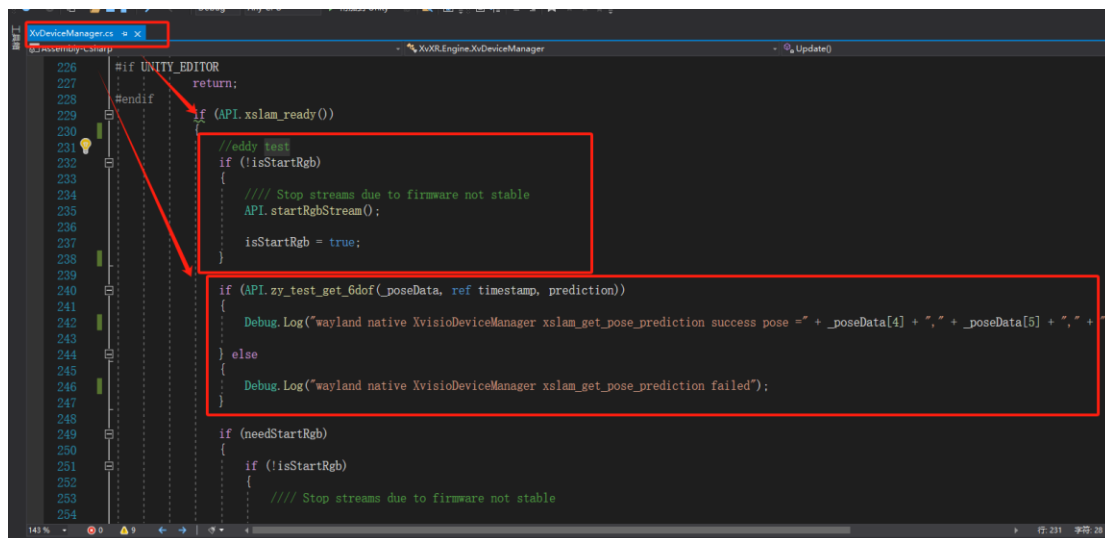 工具箱
XvDeviceManager.cs
Assembly-CSharp
XvXR.Engine.XvDeviceManager
Update()
226 #if UNITY_EDITOR
227 return;
228 #endif
229 if (API.xslam_ready())
230 {
231 //eddy test
232 if (!isStartRgb)
233 {
234 //// Stop streams due to firmware not stable
235 API.startRgbStream();
236
237 isStartRgb = true;
238 }
239
240 if (API.zy_test_get_6dof(_poseData, ref timestamp, prediction))
241 {
242 Debug.Log("wayland native XvisioDeviceManager xslam_get_pose_prediction success pose =" + _poseData[4] + "," + _poseData[5] + "," + "
243
244 } else
245 {
246 Debug.Log("wayland native XvisioDeviceManager xslam_get_pose_prediction failed");
247 }
248
249 if (needStartRgb)
250 {
251 if (!isStartRgb)
252 {
253 //// Stop streams due to firmware not stable
254
143 % 0 9 行: 231 字符: 28